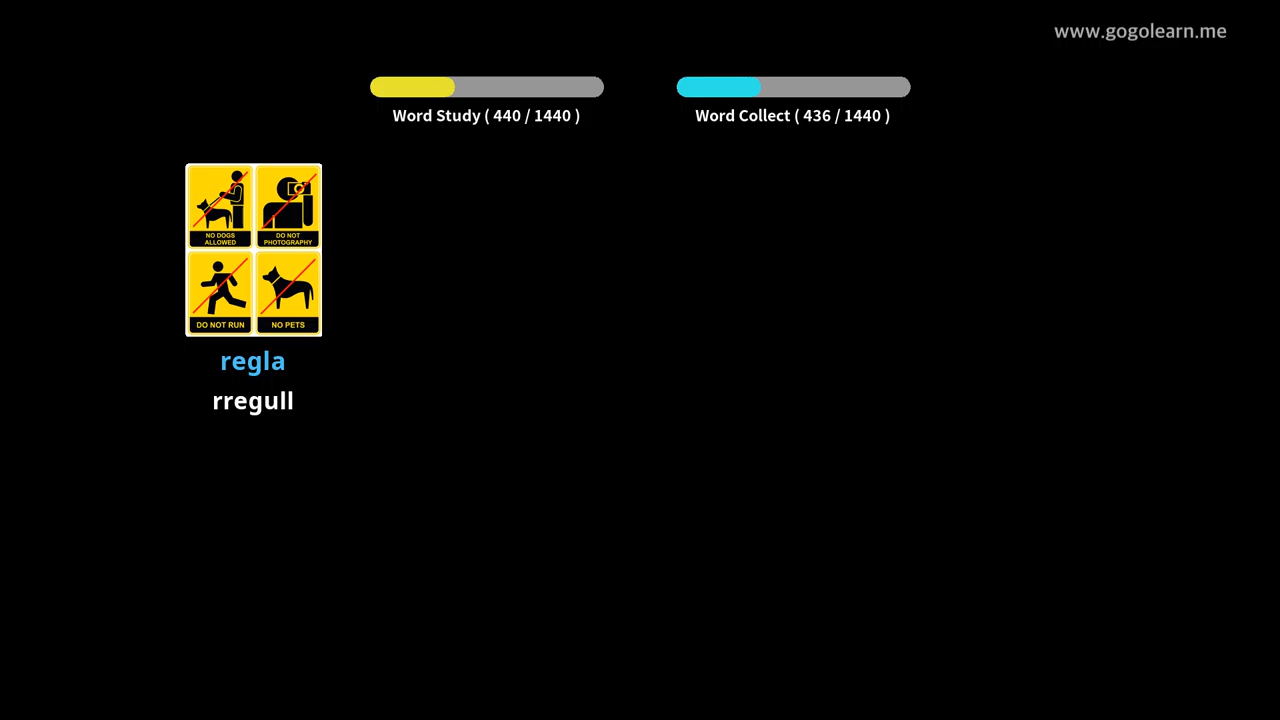 www.gogolearn.me
Word Study ( 440 / 1440 )
Word Collect ( 436 / 1440 )
NO DOGS
ALLOWED
DO NOT
PHOTOGRAPHY
DO NOT RUN
NO PETS
regla
rregull